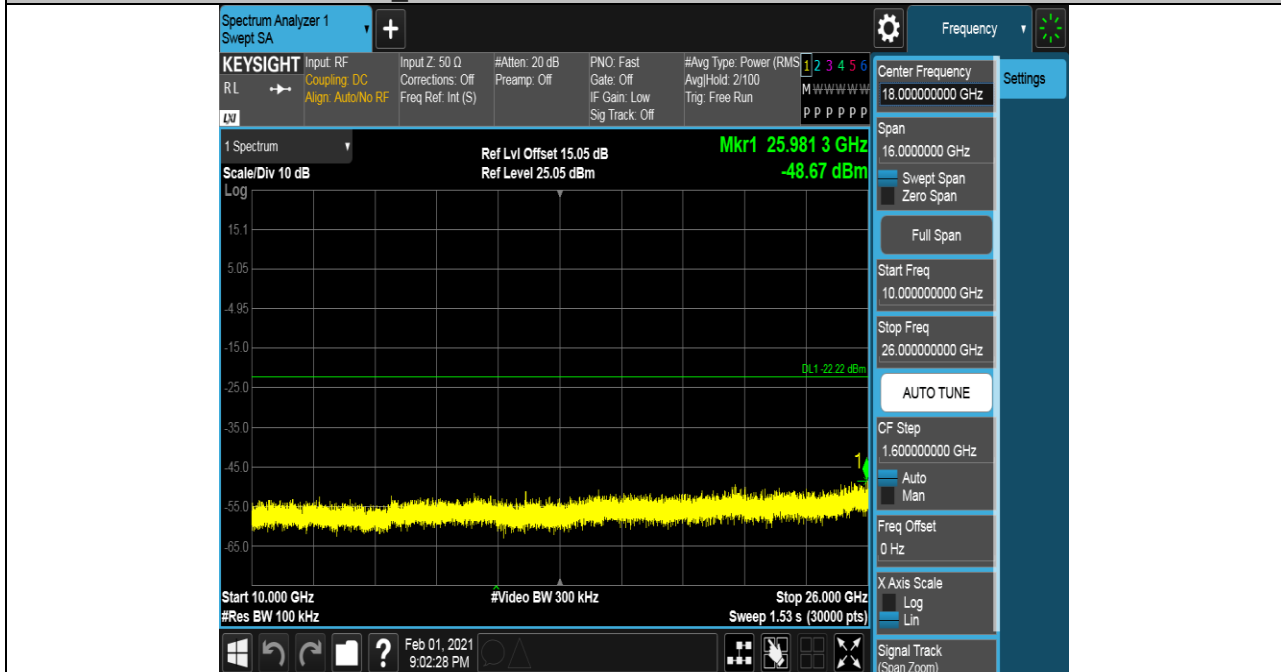 Spectrum Analyzer 1
Swept SA
+
Frequency
KEYSIGHT
RL
LXI
Input: RF
Coupling: DC
Align: Auto/No RF
Input Z: 50 Ω
Corrections: Off
Freq Ref: Int (S)
#Atten: 20 dB
Preamp: Off
PNO: Fast
Gate: Off
IF Gain: Low
Sig Track: Off
#Avg Type: Power (RMS
Avg|Hold: 2/100
Trig: Free Run
1 2 3 4 5 6
M W W W W W
P P P P P P
Center Frequency
18.000000000 GHz
Settings
Span
16.0000000 GHz
Swept Span
Zero Span
Full Span
Start Freq
10.000000000 GHz
Stop Freq
26.000000000 GHz
AUTO TUNE
CF Step
1.600000000 GHz
Auto
Man
Freq Offset
0 Hz
X Axis Scale
Log
Lin
Signal Track
(Span Zoom)
1 Spectrum
Scale/Div 10 dB
Log
Ref Lvl Offset 15.05 dB
Ref Level 25.05 dBm
Mkr1 25.981 3 GHz
-48.67 dBm
15.1
5.05
-4.95
-15.0
DL1 -22.22 dBm
-25.0
-35.0
-45.0
1
-55.0
-65.0
Start 10.000 GHz
#Video BW 300 kHz
Stop 26.000 GHz
#Res BW 100 kHz
Sweep 1.53 s (30000 pts)
?
Feb 01, 2021
9:02:28 PM